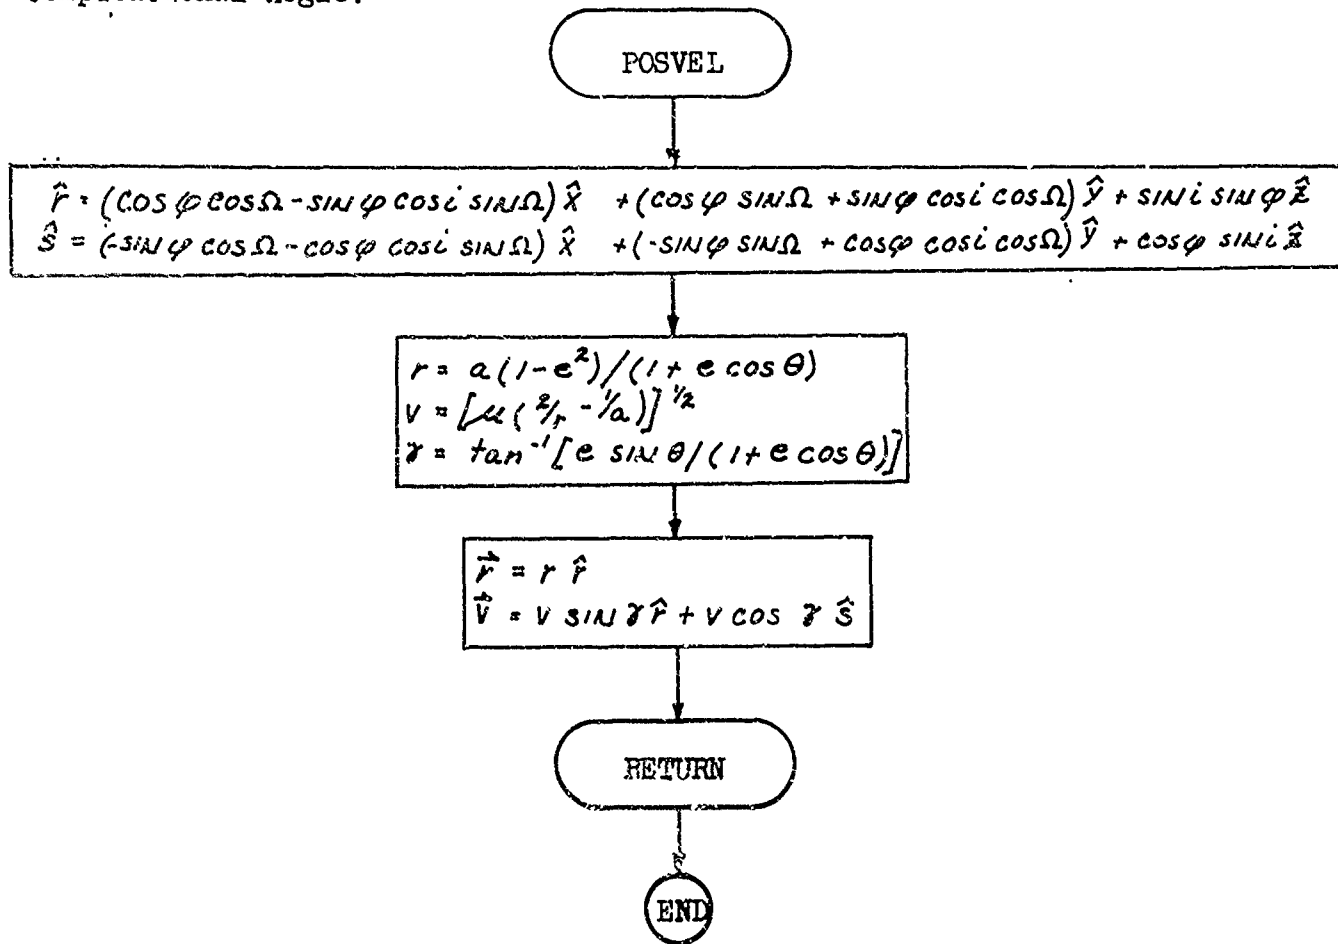 POSVEL
r̂ = (cos φ cos Ω - sin φ cos i sin Ω) x̂ + (cos φ sin Ω + sin φ cos i cos Ω) ŷ + sin i sin φ ẑ
ŝ = (-sin φ cos Ω - cos φ cos i sin Ω) x̂ + (-sin φ sin Ω + cos φ cos i cos Ω) ŷ + cos φ sin i ẑ
r = a(1-e²)/(1+e cos θ)
v = [μ(2/r - 1/a)]^1/2
γ = tan⁻¹[e sin θ/(1+e cos θ)]
r⃗ = r r̂
v⃗ = v sin γ r̂ + v cos γ ŝ
RETURN
END